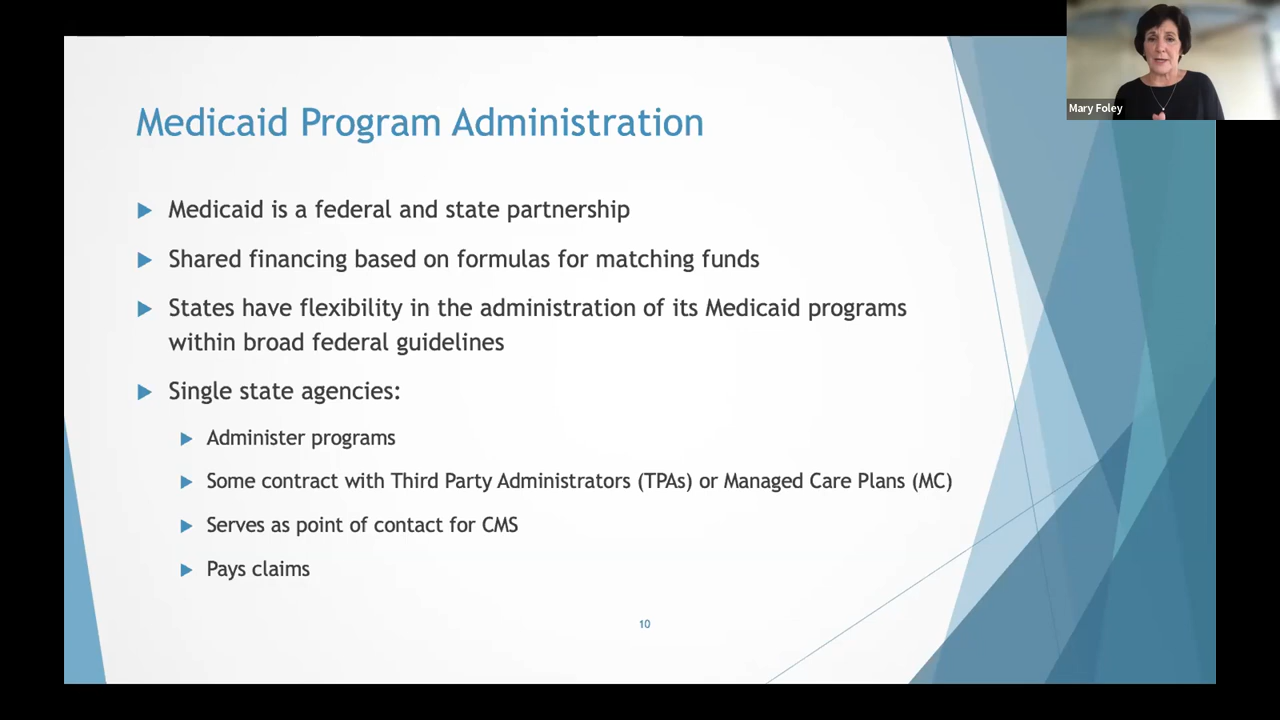 Mary Foley
Medicaid Program Administration
Medicaid is a federal and state partnership
Shared financing based on formulas for matching funds
States have flexibility in the administration of its Medicaid programs
within broad federal guidelines
Single state agencies:
Administer programs
Some contract with Third Party Administrators (TPAs) or Managed Care Plans (MC)
Serves as point of contact for CMS
Pays claims
10